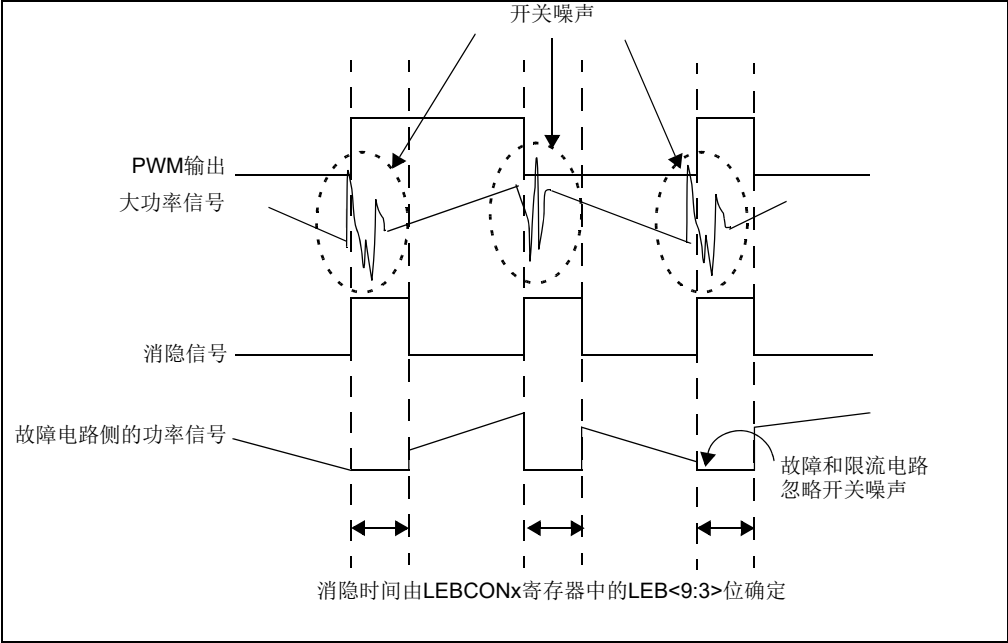 开关噪声
PWM输出
大功率信号
消隐信号
故障电路侧的功率信号
故障和限流电路
忽略开关噪声
消隐时间由LEBCONx寄存器中的LEB<9:3>位确定